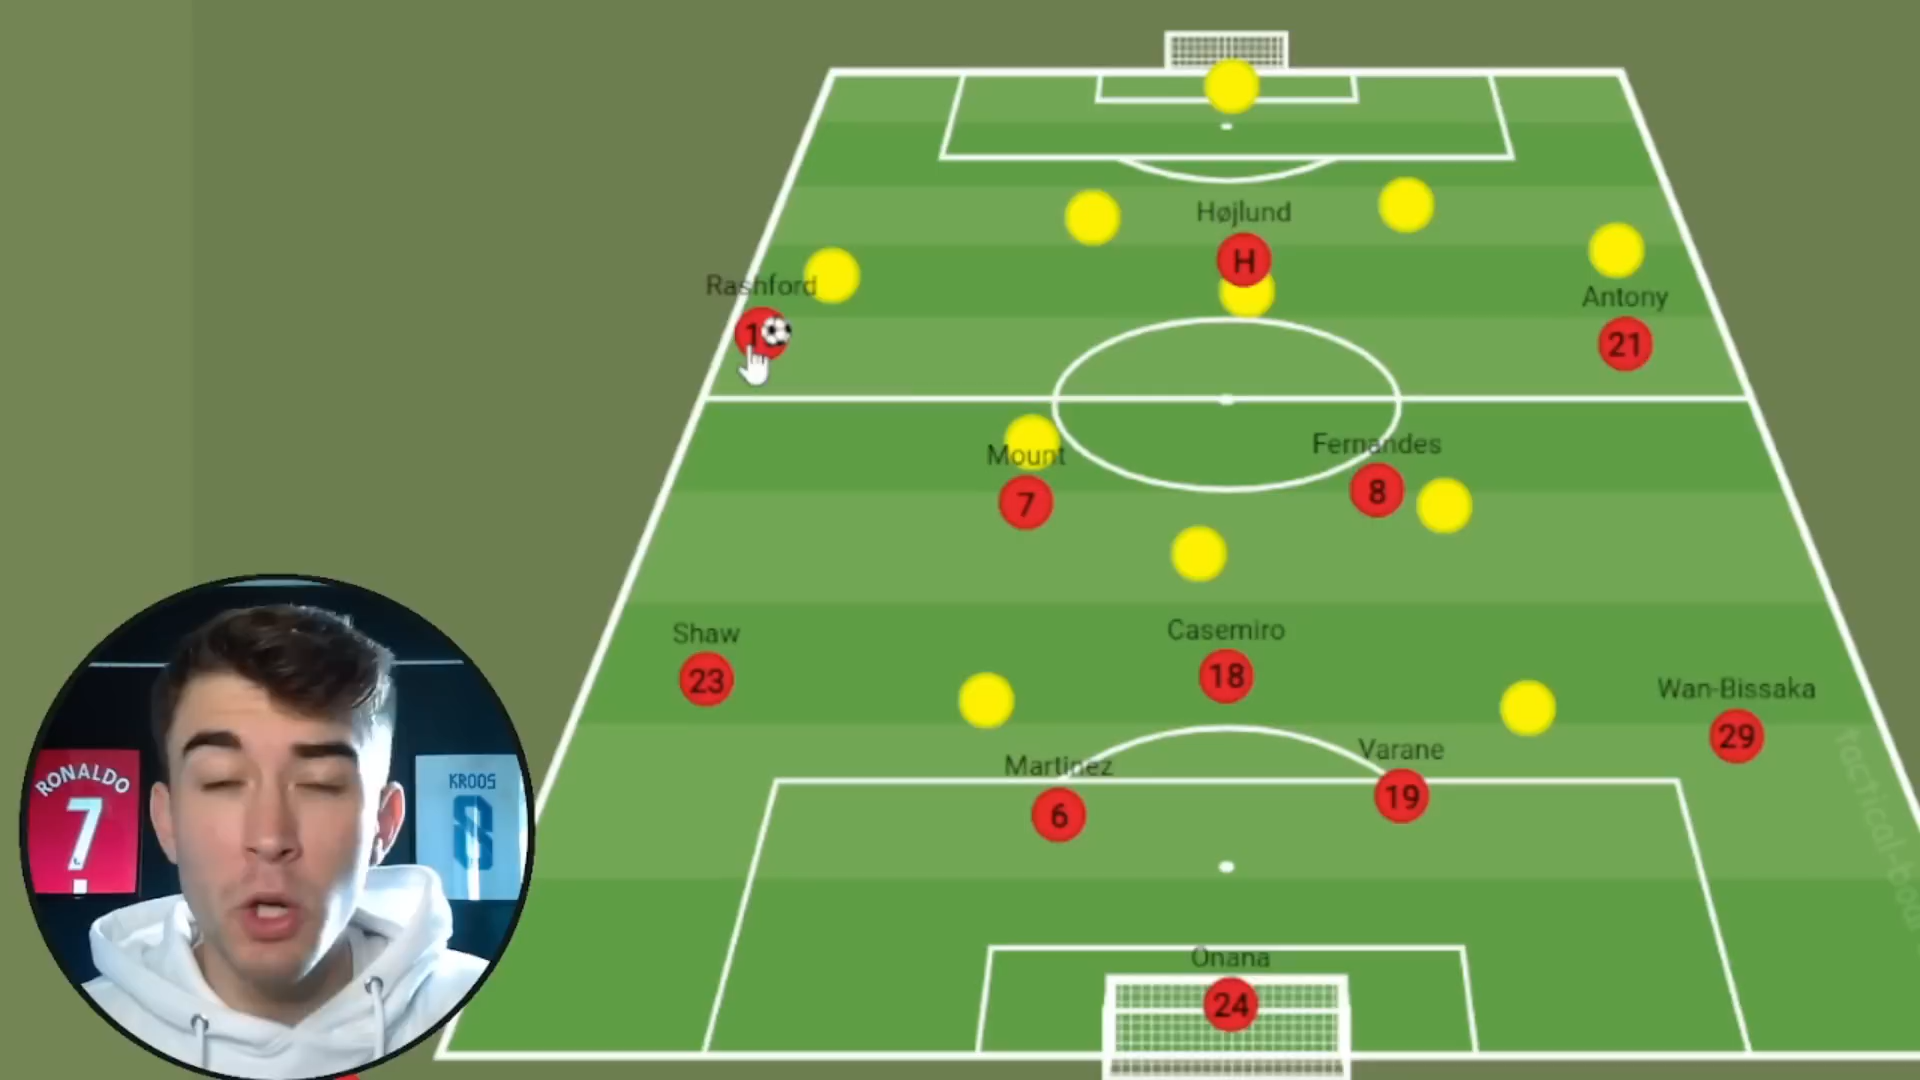 Højlund
H
Rashford
1
Antony
21
Mount
7
Fernandes
8
Shaw
23
Casemiro
18
Wan-Bissaka
29
Martinez
6
Varane
19
Onana
24
RONALDO
7
KROOS
8